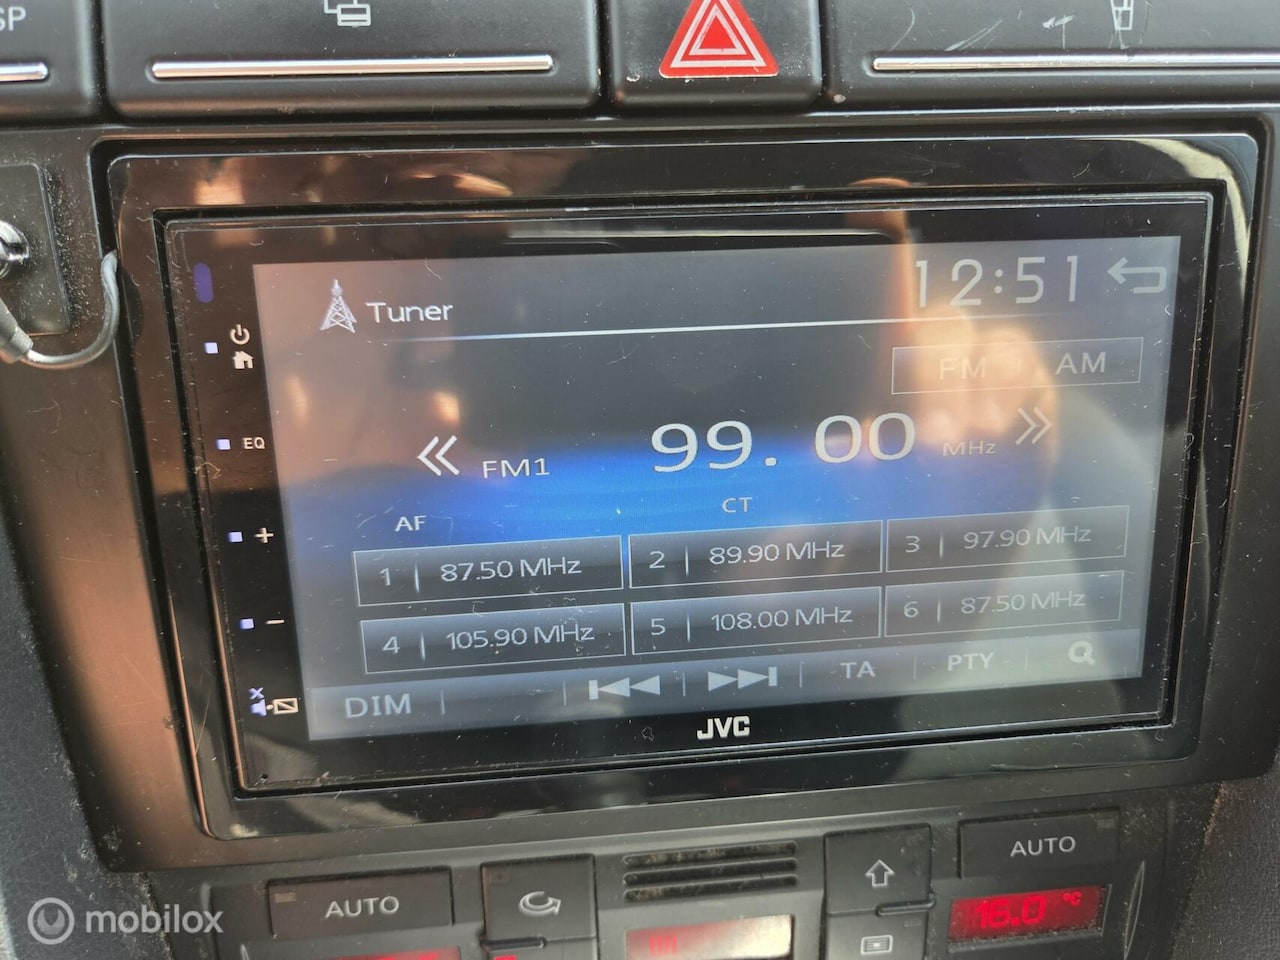 SP
12:51
Tuner
FM AM
99.00 MHz
FM1
AF CT
1 87.50 MHz 2 89.90 MHz 3 97.90 MHz
4 105.90 MHz 5 108.00 MHz 6 87.50 MHz
DIM TA PTY
EQ
+
-
JVC
AUTO AUTO
16.0 °C
mobilox